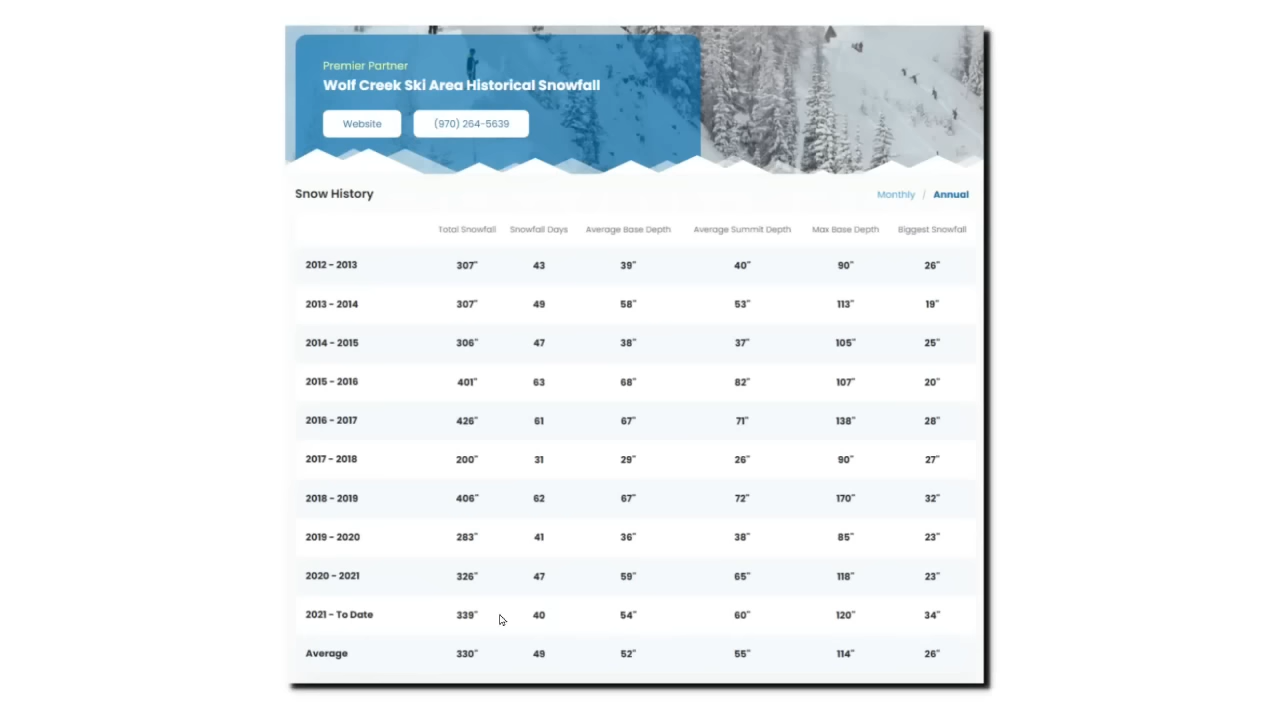 Premier Partner
Wolf Creek Ski Area Historical Snowfall
Website (970) 264-5639
Snow History Monthly / Annual
Total Snowfall Snowfall Days Average Base Depth Average Summit Depth Max Base Depth Biggest Snowfall
2012 - 2013 307" 43 39" 40" 90" 26"
2013 - 2014 307" 49 58" 53" 113" 19"
2014 - 2015 306" 47 38" 37" 105" 25"
2015 - 2016 401" 63 68" 82" 107" 20"
2016 - 2017 426" 61 67" 71" 138" 28"
2017 - 2018 200" 31 29" 26" 90" 27"
2018 - 2019 406" 62 67" 72" 170" 32"
2019 - 2020 283" 41 36" 38" 85" 23"
2020 - 2021 326" 47 59" 65" 118" 23"
2021 - To Date 339" 40 54" 60" 120" 34"
Average 330" 49 52" 55" 114" 26"